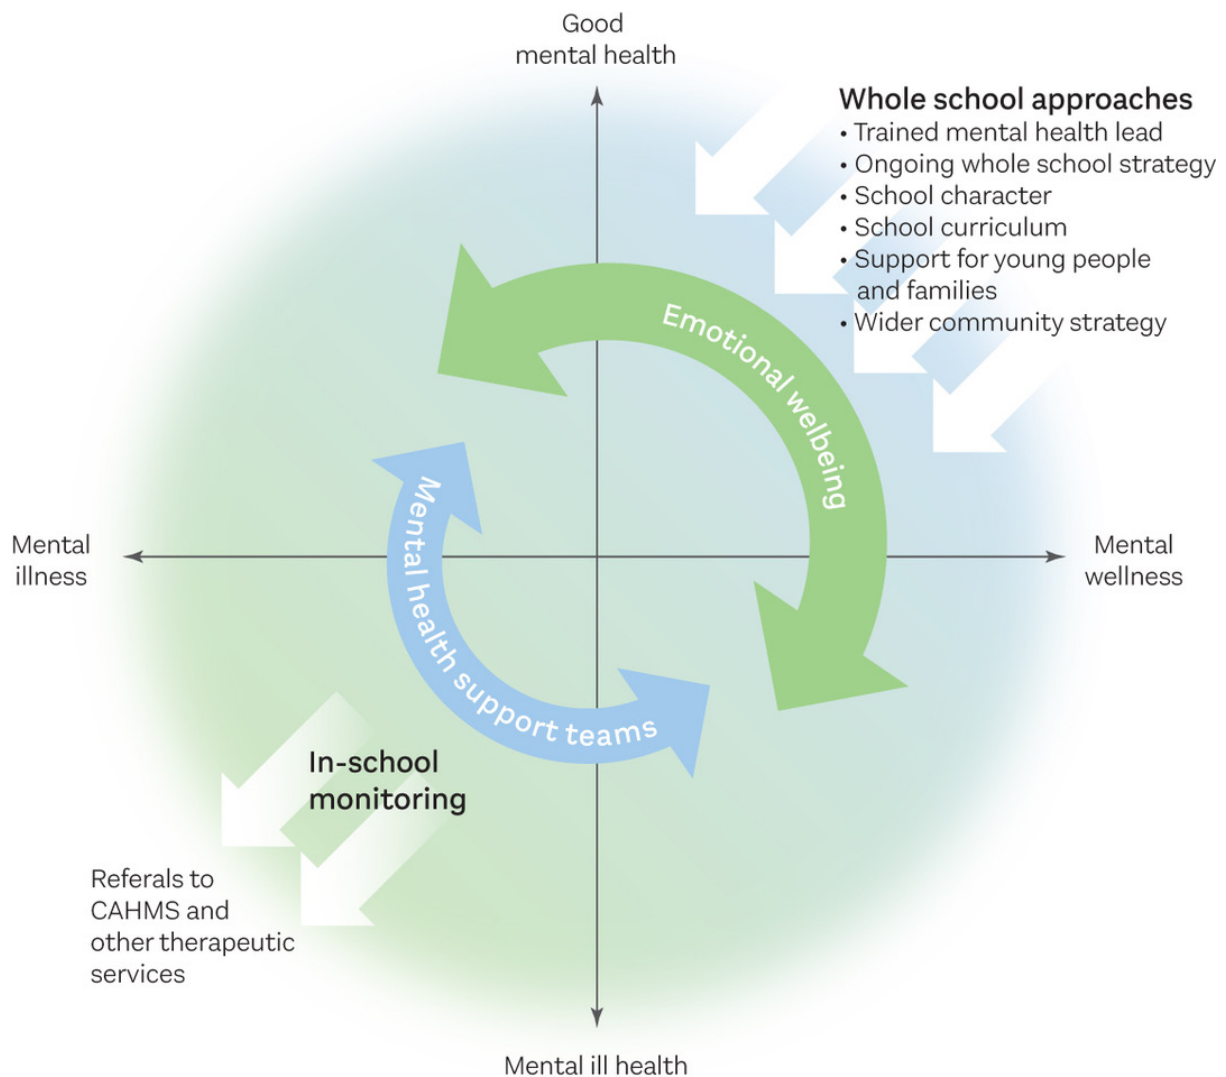 Good
mental health
Whole school approaches
• Trained mental health lead
• Ongoing whole school strategy
• School character
• School curriculum
• Support for young people
and families
• Wider community strategy
Emotional welbeing
Mental
illness
Mental
wellness
Mental health support teams
In-school
monitoring
Referals to
CAHMS and
other therapeutic
services
Mental ill health